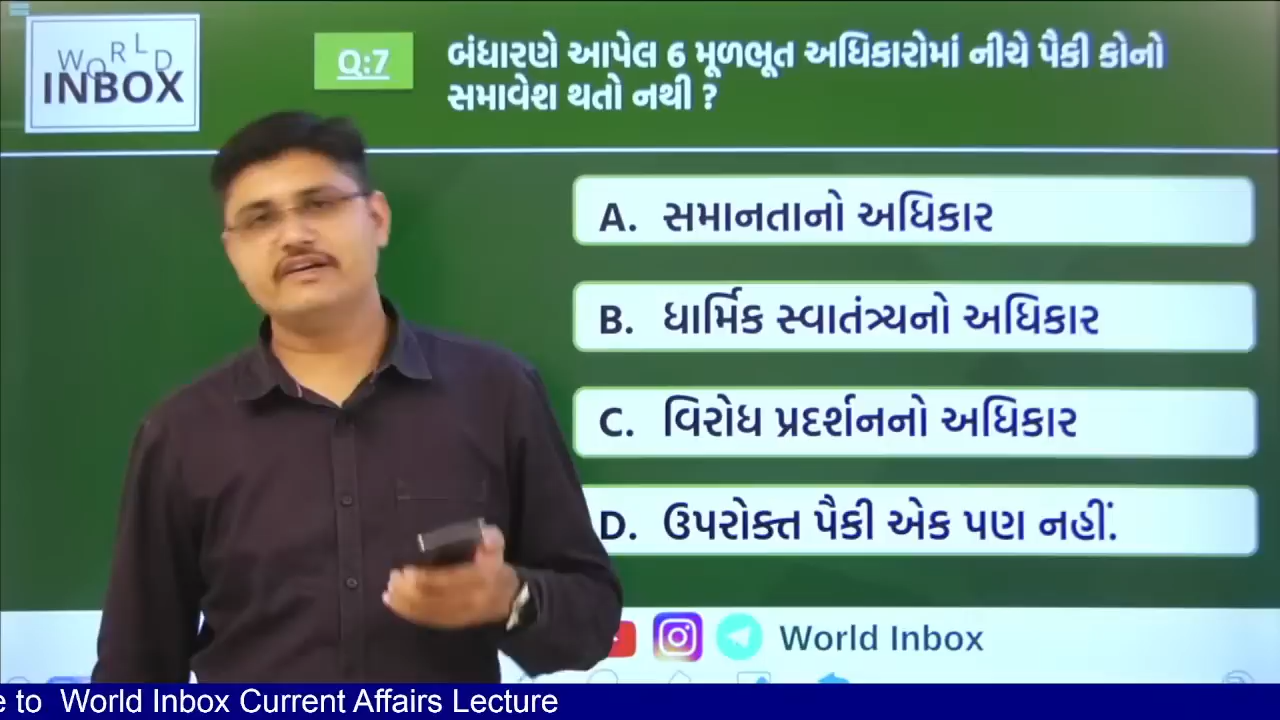 WORLD
INBOX
Q:7
બંધારણે આપેલ 6 મૂળભૂત અધિકારોમાં નીચે પૈકી કોનો
સમાવેશ થતો નથી ?
A. સમાનતાનો અધિકાર
B. ધાર્મિક સ્વાતંત્ર્યનો અધિકાર
C. વિરોધ પ્રદર્શનનો અધિકાર
D. ઉપરોક્ત પૈકી એક પણ નહીં.
World Inbox
to World Inbox Current Affairs Lecture